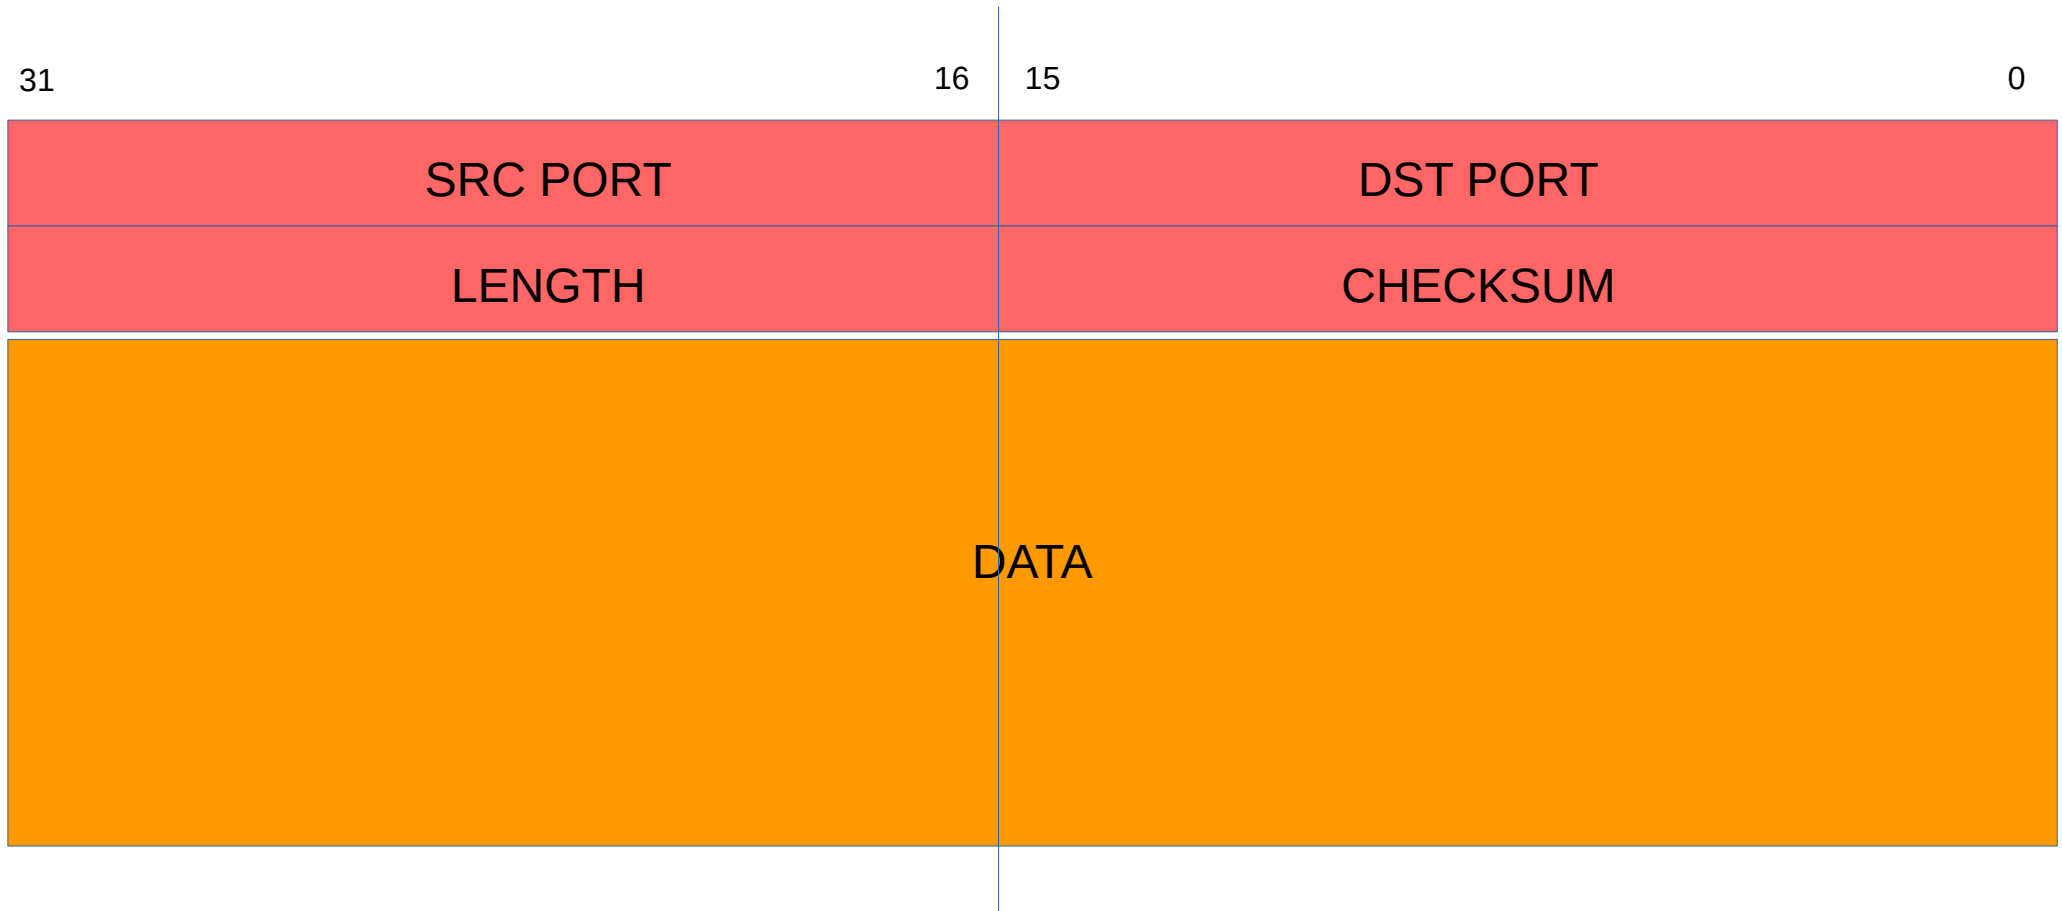 31 16 15 0
SRC PORT DST PORT
LENGTH CHECKSUM
DATA